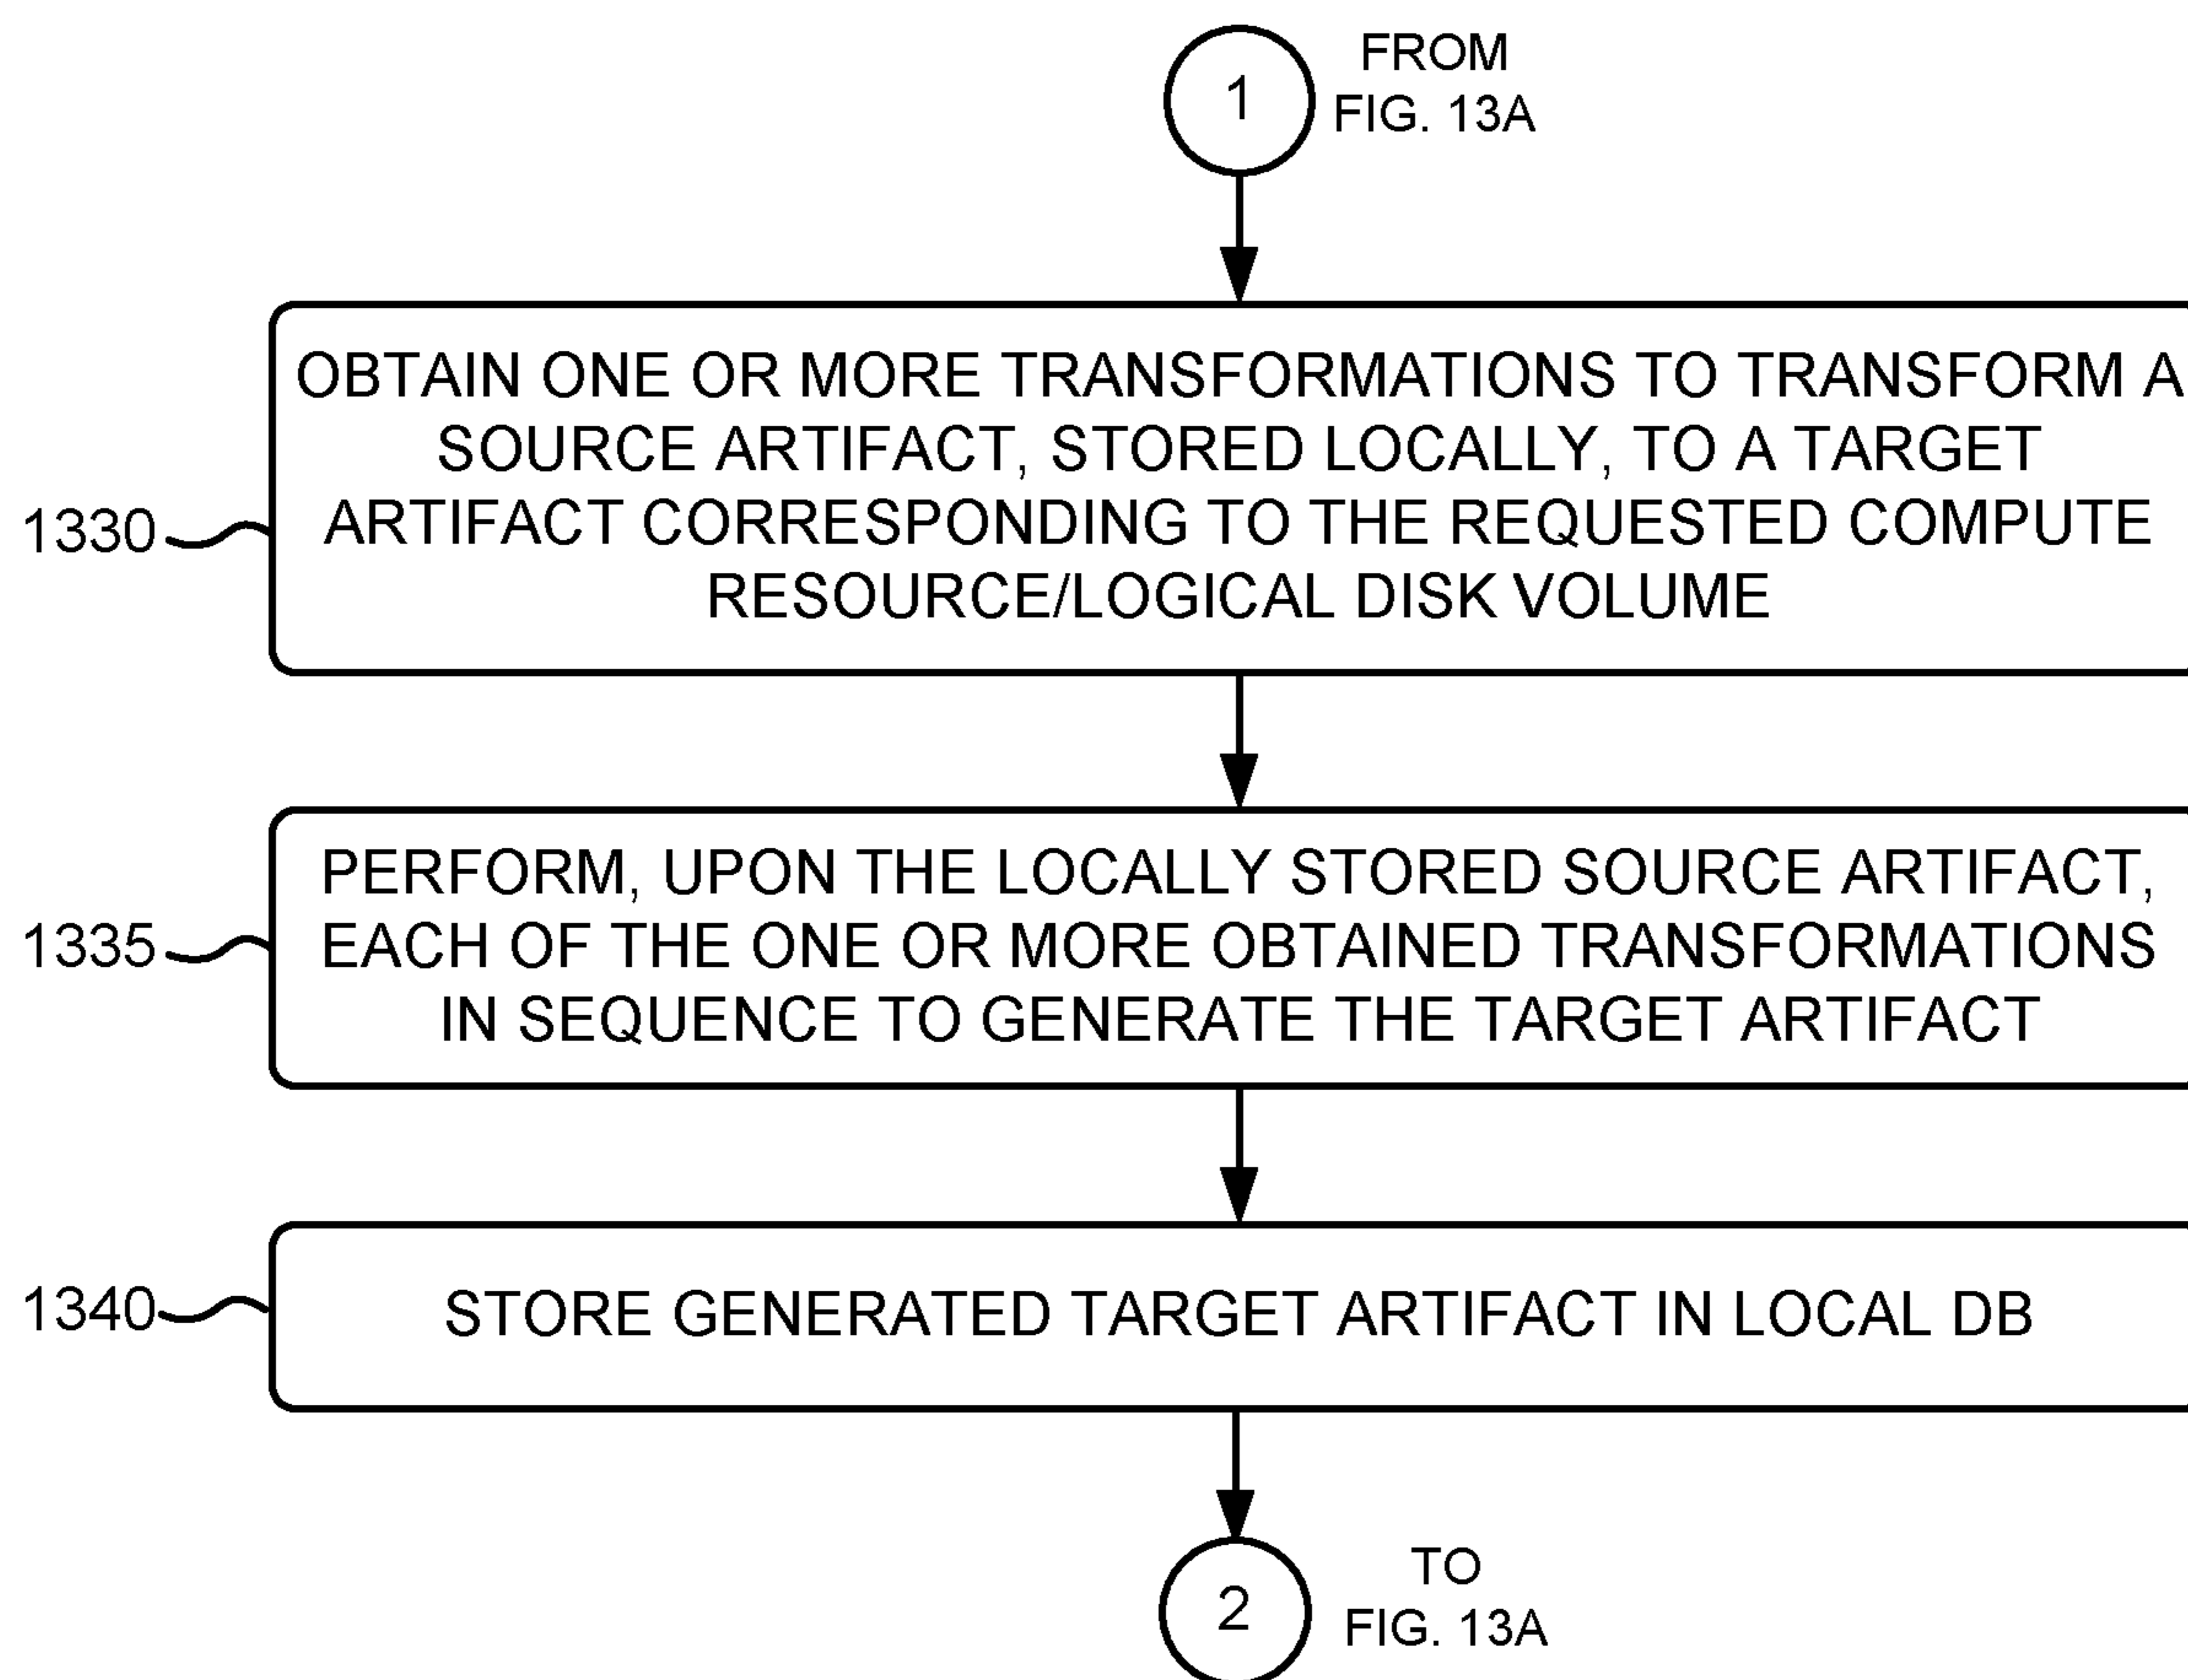 1
FROM
FIG. 13A
OBTAIN ONE OR MORE TRANSFORMATIONS TO TRANSFORM A
SOURCE ARTIFACT, STORED LOCALLY, TO A TARGET
ARTIFACT CORRESPONDING TO THE REQUESTED COMPUTE
RESOURCE/LOGICAL DISK VOLUME
1330
PERFORM, UPON THE LOCALLY STORED SOURCE ARTIFACT,
EACH OF THE ONE OR MORE OBTAINED TRANSFORMATIONS
IN SEQUENCE TO GENERATE THE TARGET ARTIFACT
1335
STORE GENERATED TARGET ARTIFACT IN LOCAL DB
1340
2
TO
FIG. 13A